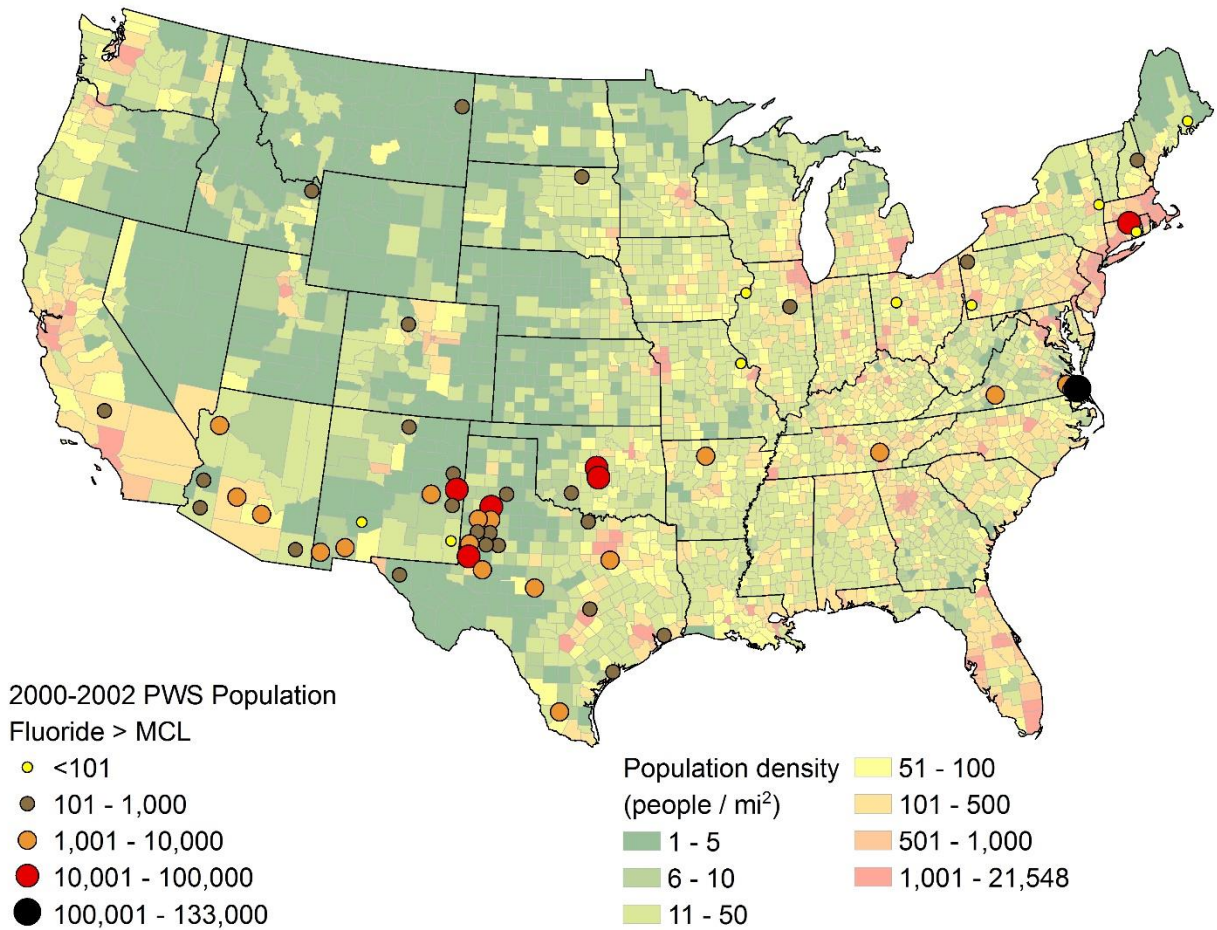 2000-2002 PWS Population
Fluoride > MCL
<101
101 - 1,000
1,001 - 10,000
10,001 - 100,000
100,001 - 133,000
Population density
(people / mi²)
1 - 5
6 - 10
11 - 50
51 - 100
101 - 500
501 - 1,000
1,001 - 21,548